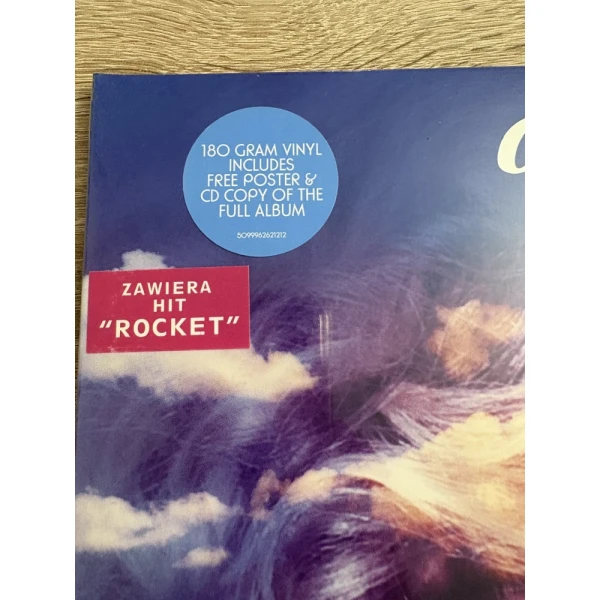 180 GRAM VINYL
INCLUDES
FREE POSTER &
CD COPY OF THE
FULL ALBUM
5099962621212
ZAWIERA
HIT
"ROCKET"